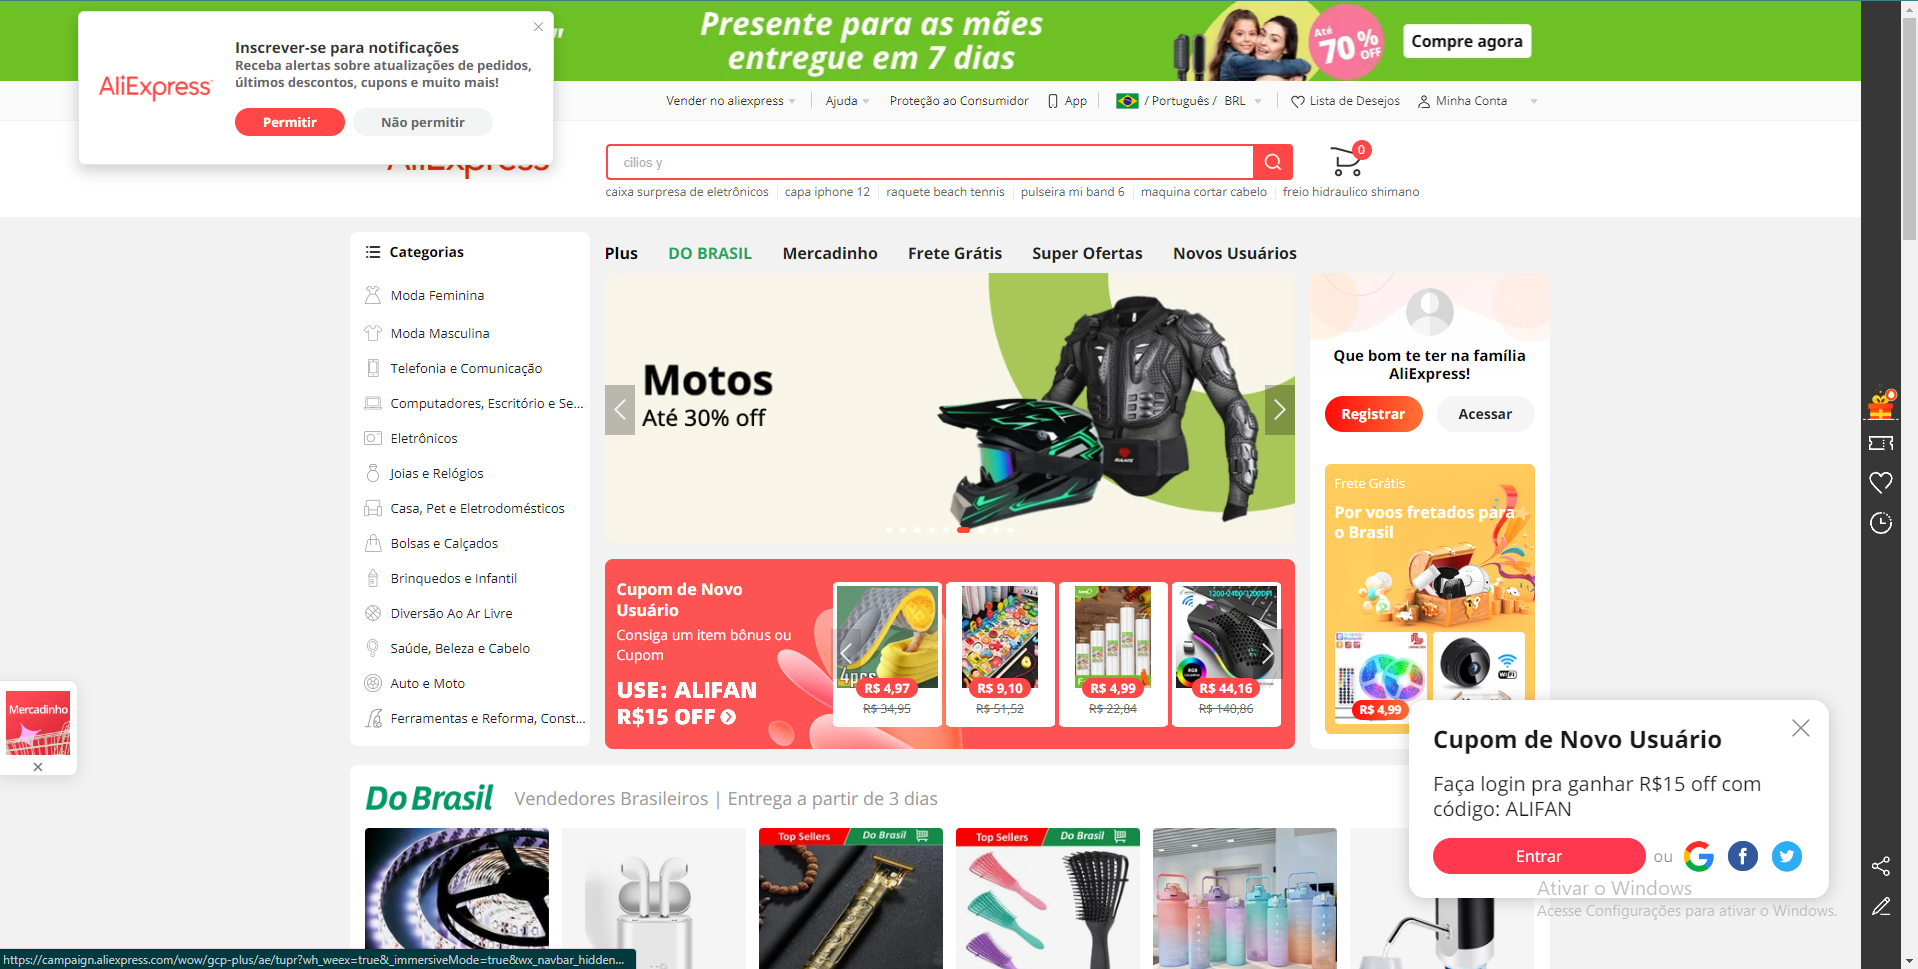 Presente para as mães
entregue em 7 dias
Até
70%
OFF
Compre agora
AliExpress
Inscrever-se para notificações
Receba alertas sobre atualizações de pedidos,
últimos descontos, cupons e muito mais!
Permitir
Não permitir
Vender no aliexpress
Ajuda
Proteção ao Consumidor
App
/ Português / BRL
Lista de Desejos
Minha Conta
AliExpress
cilios y
0
caixa surpresa de eletrônicos
capa iphone 12
raquete beach tennis
pulseira mi band 6
maquina cortar cabelo
freio hidraulico shimano
Categorias
Moda Feminina
Moda Masculina
Telefonia e Comunicação
Computadores, Escritório e Se...
Eletrônicos
Joias e Relógios
Casa, Pet e Eletrodomésticos
Bolsas e Calçados
Brinquedos e Infantil
Diversão Ao Ar Livre
Saúde, Beleza e Cabelo
Auto e Moto
Ferramentas e Reforma, Const...
Plus
DO BRASIL
Mercadinho
Frete Grátis
Super Ofertas
Novos Usuários
Motos
Até 30% off
Que bom te ter na família
AliExpress!
Registrar
Acessar
Frete Grátis
Por voos fretados para
o Brasil
WiFi
R$ 4,99
Cupom de Novo
Usuário
Consiga um item bônus ou
Cupom
USE: ALIFAN
R$15 OFF
4pcs
R$ 4,97
R$ 34,95
R$ 9,10
R$ 51,52
R$ 4,99
R$ 22,84
1200-2400/3200DPI
RGB
R$ 44,16
R$ 140,86
Mercadinho
Do Brasil
Vendedores Brasileiros | Entrega a partir de 3 dias
Top Sellers
Do Brasil
Top Sellers
Do Brasil
Cupom de Novo Usuário
Faça login pra ganhar R$15 off com
código: ALIFAN
Entrar
ou
Ativar o Windows
Acesse Configurações para ativar o Windows.
https://campaign.aliexpress.com/wow/gcp-plus/ae/tupr?wh_weex=true&_immersiveMode=true&wx_navbar_hidden...